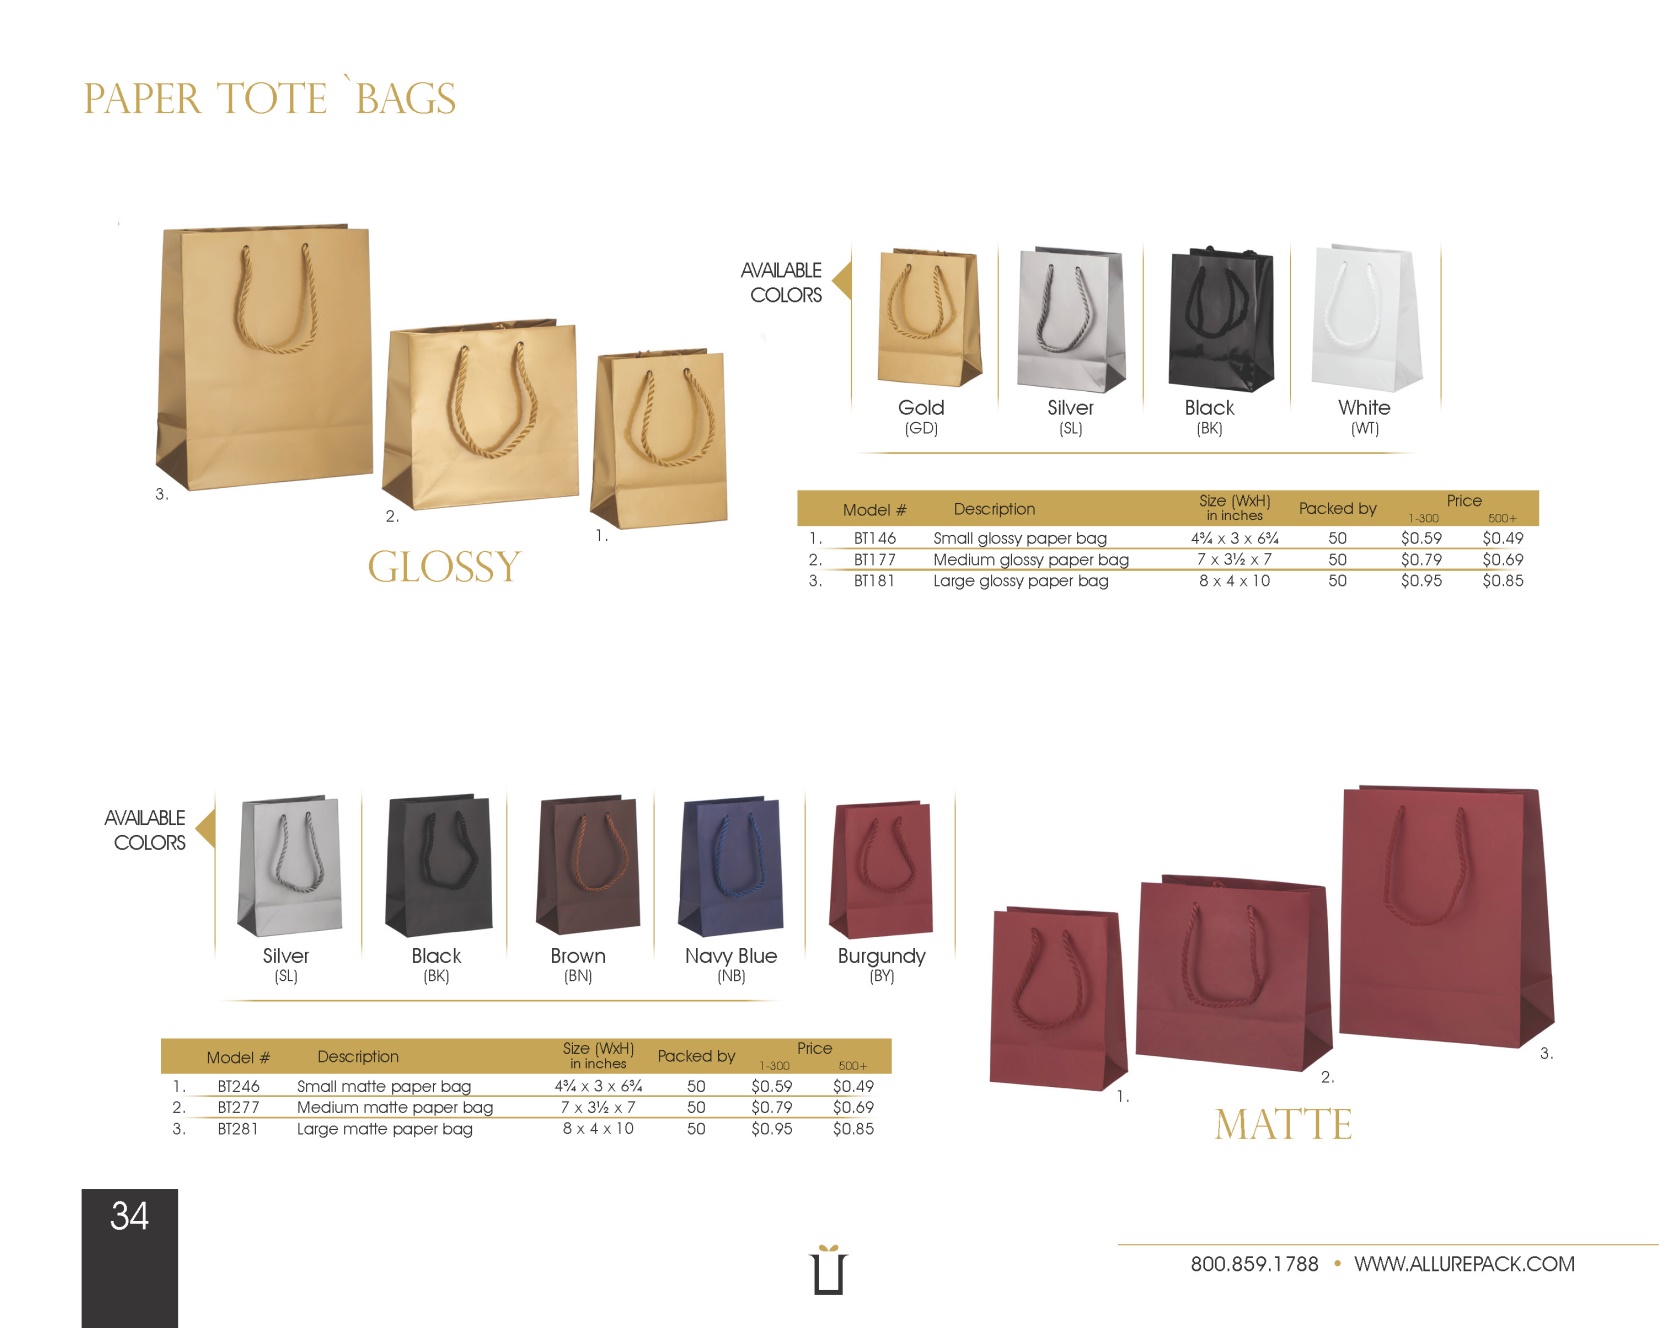 PAPER TOTE `BAGS
AVAILABLE
COLORS
Gold
(GD)
Silver
(SL)
Black
(BK)
White
(WT)
3.
2.
1.
GLOSSY
Model # Description Size (WxH) in inches Packed by Price 1-300 500+
1. BT146 Small glossy paper bag 4¾ x 3 x 6¾ 50 $0.59 $0.49
2. BT177 Medium glossy paper bag 7 x 3½ x 7 50 $0.79 $0.69
3. BT181 Large glossy paper bag 8 x 4 x 10 50 $0.95 $0.85
AVAILABLE
COLORS
Silver
(SL)
Black
(BK)
Brown
(BN)
Navy Blue
(NB)
Burgundy
(BY)
Model # Description Size (WxH) in inches Packed by Price 1-300 500+
1. BT246 Small matte paper bag 4¾ x 3 x 6¾ 50 $0.59 $0.49
2. BT277 Medium matte paper bag 7 x 3½ x 7 50 $0.79 $0.69
3. BT281 Large matte paper bag 8 x 4 x 10 50 $0.95 $0.85
1.
2.
3.
MATTE
34
800.859.1788 • WWW.ALLUREPACK.COM